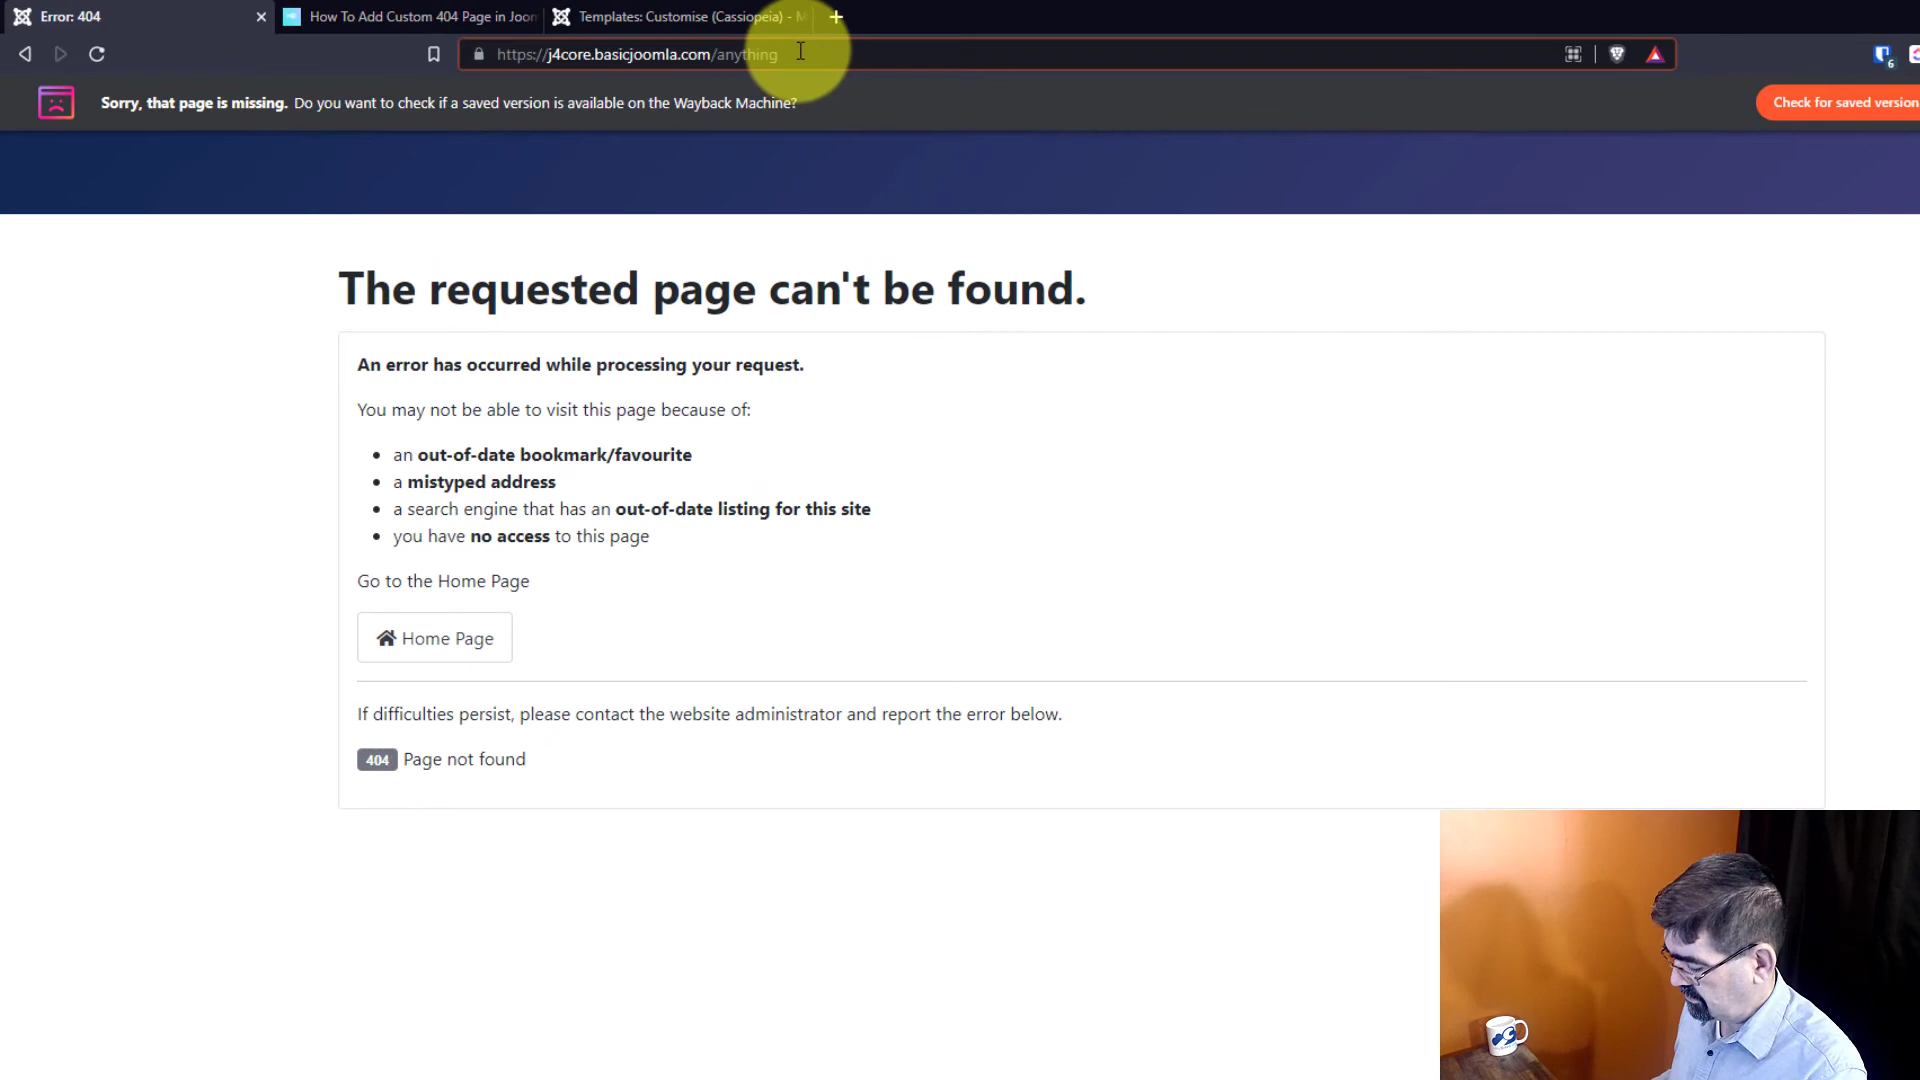 Error: 404
How To Add Custom 404 Page in Joom
Templates: Customise (Cassiopeia) - M
https://j4core.basicjoomla.com/anything
6
Sorry, that page is missing. Do you want to check if a saved version is available on the Wayback Machine?
Check for saved version
The requested page can't be found.
An error has occurred while processing your request.
You may not be able to visit this page because of:
an out-of-date bookmark/favourite
a mistyped address
a search engine that has an out-of-date listing for this site
you have no access to this page
Go to the Home Page
Home Page
If difficulties persist, please contact the website administrator and report the error below.
404 Page not found